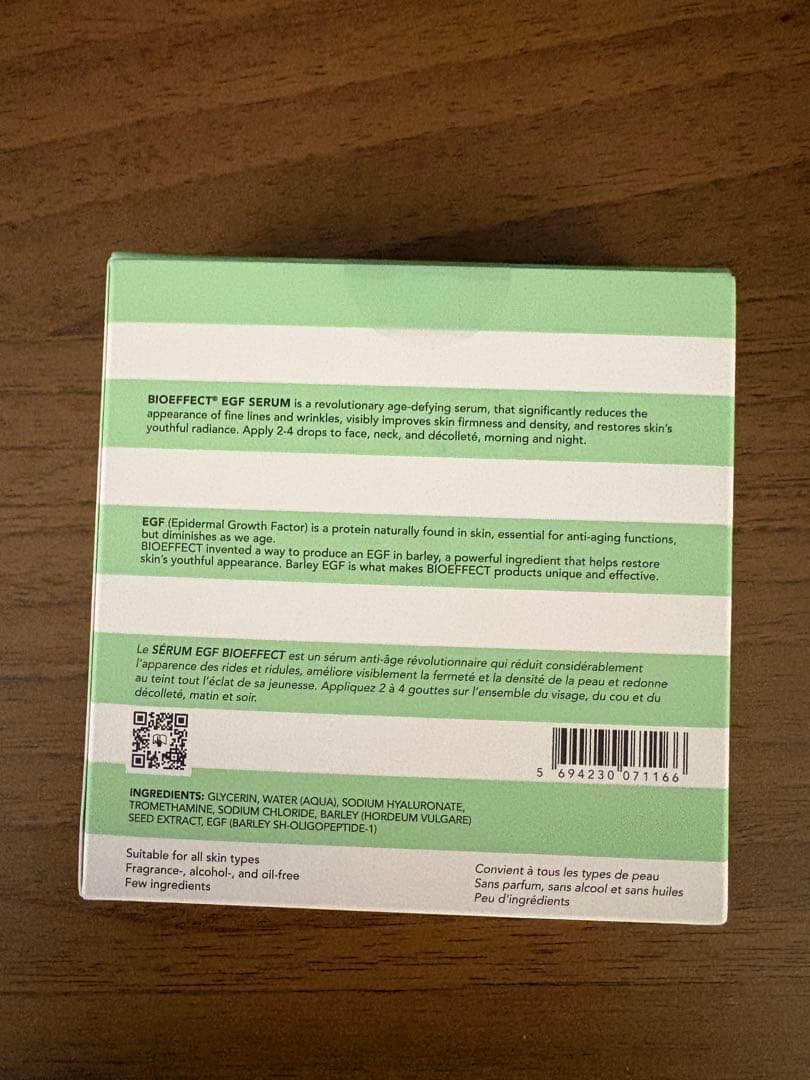 BIOEFFECT® EGF SERUM is a revolutionary age-defying serum, that significantly reduces the
appearance of fine lines and wrinkles, visibly improves skin firmness and density, and restores skin's
youthful radiance. Apply 2-4 drops to face, neck, and décolleté, morning and night.
EGF (Epidermal Growth Factor) is a protein naturally found in skin, essential for anti-aging functions,
but diminishes as we age.
BIOEFFECT invented a way to produce an EGF in barley, a powerful ingredient that helps restore
skin's youthful appearance. Barley EGF is what makes BIOEFFECT products unique and effective.
Le SÉRUM EGF BIOEFFECT est un sérum anti-âge révolutionnaire qui réduit considérablement
l'apparence des rides et ridules, améliore visiblement la fermeté et la densité de la peau et redonne
au teint tout l'éclat de sa jeunesse. Appliquez 2 à 4 gouttes sur l'ensemble du visage, du cou et du
décolleté, matin et soir.
5 694230 071166
INGREDIENTS: GLYCERIN, WATER (AQUA), SODIUM HYALURONATE,
TROMETHAMINE, SODIUM CHLORIDE, BARLEY (HORDEUM VULGARE)
SEED EXTRACT, EGF (BARLEY SH-OLIGOPEPTIDE-1)
Suitable for all skin types
Fragrance-, alcohol-, and oil-free
Few ingredients
Convient à tous les types de peau
Sans parfum, sans alcool et sans huiles
Peu d'ingrédients